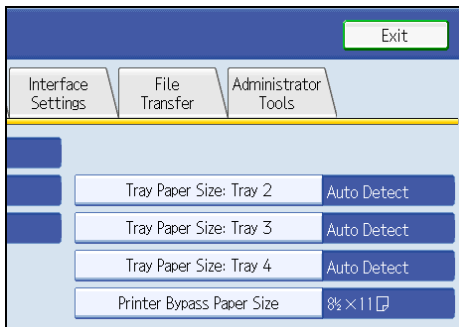 Exit
Interface
Settings
File
Transfer
Administrator
Tools
Tray Paper Size: Tray 2 Auto Detect
Tray Paper Size: Tray 3 Auto Detect
Tray Paper Size: Tray 4 Auto Detect
Printer Bypass Paper Size 8½×11